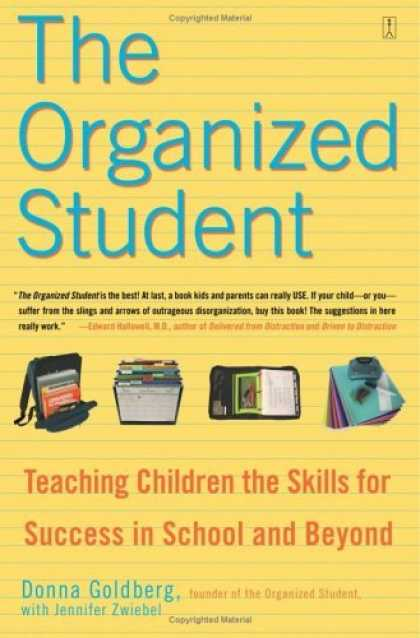 Copyrighted Material
The
Organized
Student
"The Organized Student is the best! At last, a book kids and parents can really USE. If your child—or you—
suffer from the slings and arrows of outrageous disorganization, buy this book! The suggestions in here
really work." —Edward Hallowell, M.D., author of Delivered from Distraction and Driven to Distraction
Teaching Children the Skills for
Success in School and Beyond
Donna Goldberg, founder of the Organized Student,
with Jennifer Zwiebel
Copyrighted Material